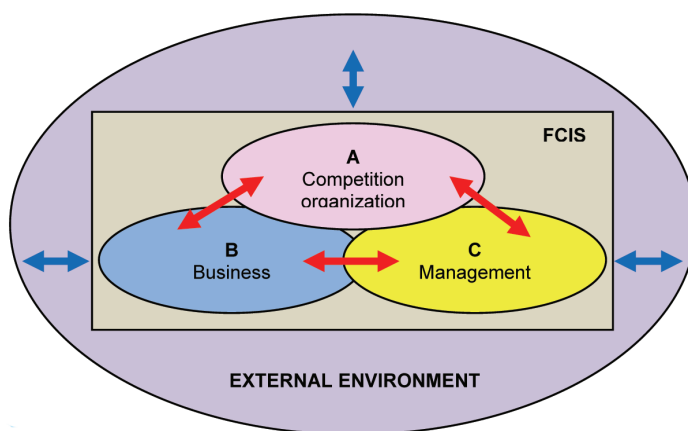 FCIS
A
Competition
organization
B
Business
C
Management
EXTERNAL ENVIRONMENT